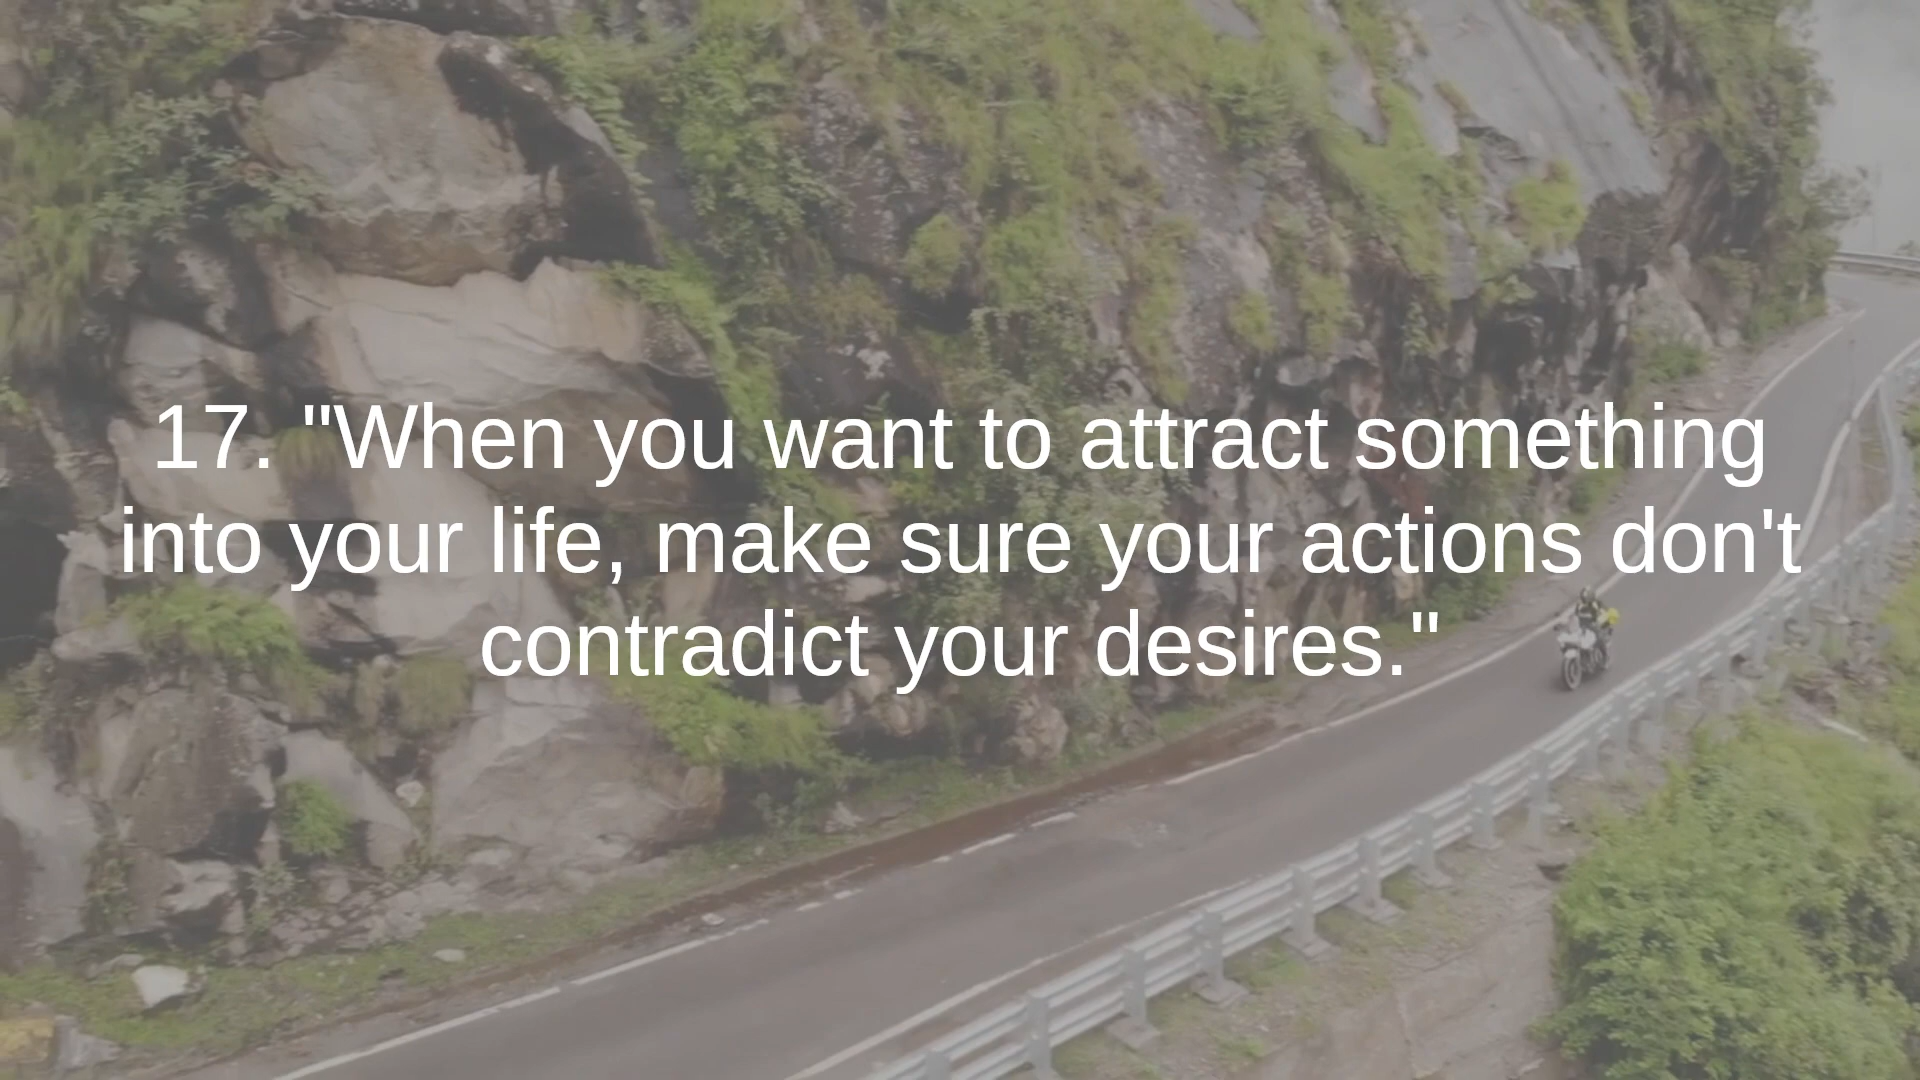 17. "When you want to attract something
into your life, make sure your actions don't
contradict your desires."